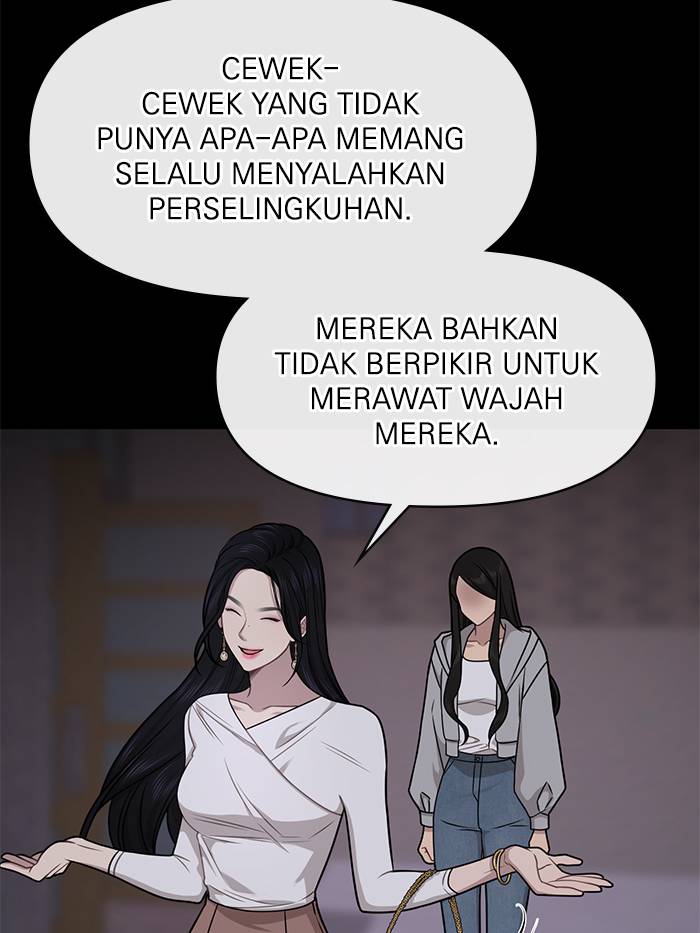 CEWEK-
CEWEK YANG TIDAK
PUNYA APA-APA MEMANG
SELALU MENYALAHKAN
PERSELINGKUHAN.
MEREKA BAHKAN
TIDAK BERPIKIR UNTUK
MERAWAT WAJAH
MEREKA.